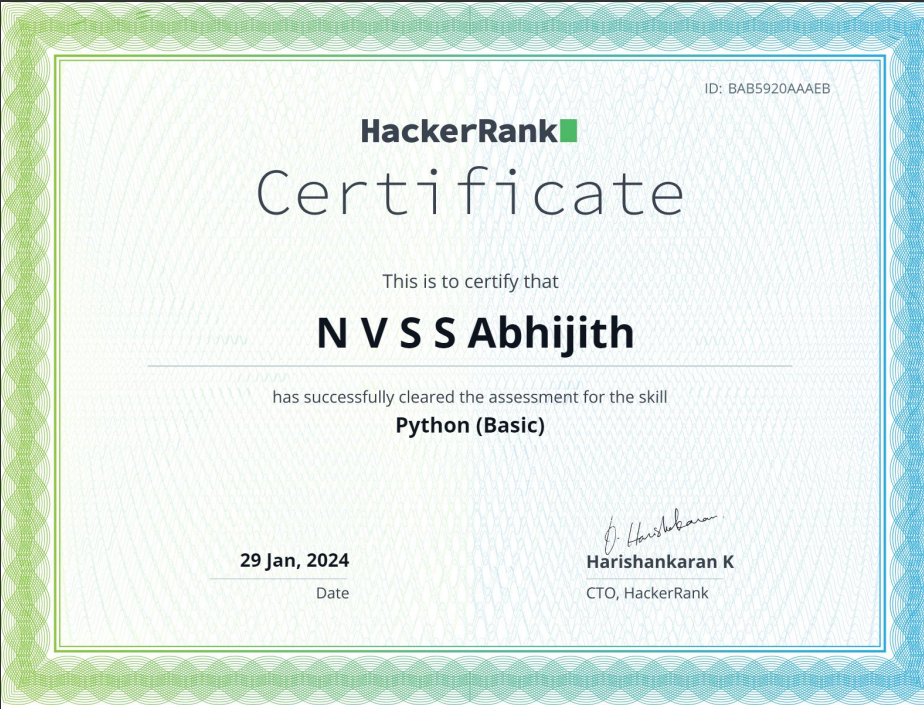 ID: BAB5920AAAEB
HackerRank
Certificate
This is to certify that
N V S S Abhijith
has successfully cleared the assessment for the skill
Python (Basic)
29 Jan, 2024
Date
Harishankaran K
CTO, HackerRank